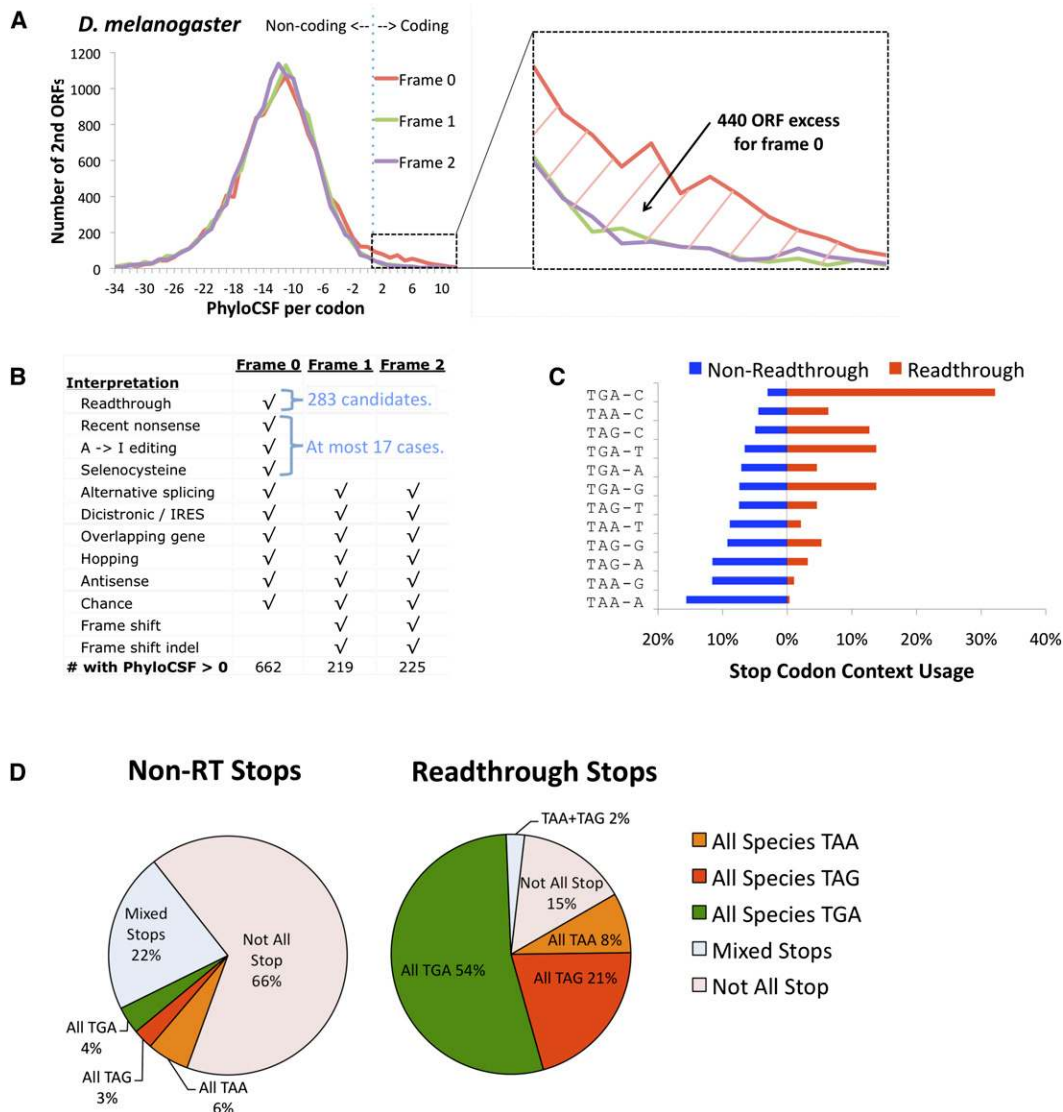 A
D. melanogaster
Non-coding <-- --> Coding
Number of 2nd ORFs
1200
1000
800
600
400
200
0
-34 -30 -26 -22 -18 -14 -10 -6 -2 2 6 10
PhyloCSF per codon
Frame 0
Frame 1
Frame 2
440 ORF excess
for frame 0
B
Frame 0 Frame 1 Frame 2
Interpretation
Readthrough √ 283 candidates.
Recent nonsense √
A -> I editing √ At most 17 cases.
Selenocysteine √
Alternative splicing √ √ √
Dicistronic / IRES √ √ √
Overlapping gene √ √ √
Hopping √ √ √
Antisense √ √ √
Chance √ √ √
Frame shift √ √
Frame shift indel √ √
# with PhyloCSF > 0 662 219 225
C
Non-Readthrough Readthrough
TGA-C
TAA-C
TAG-C
TGA-T
TGA-A
TGA-G
TAG-T
TAA-T
TAG-G
TAG-A
TAA-G
TAA-A
20% 10% 0% 10% 20% 30% 40%
Stop Codon Context Usage
D
Non-RT Stops
Mixed
Stops
22%
Not All
Stop
66%
All TGA
4%
All TAG
3%
All TAA
6%
Readthrough Stops
TAA+TAG 2%
Not All Stop
15%
All TAA 8%
All TAG 21%
All TGA 54%
All Species TAA
All Species TAG
All Species TGA
Mixed Stops
Not All Stop